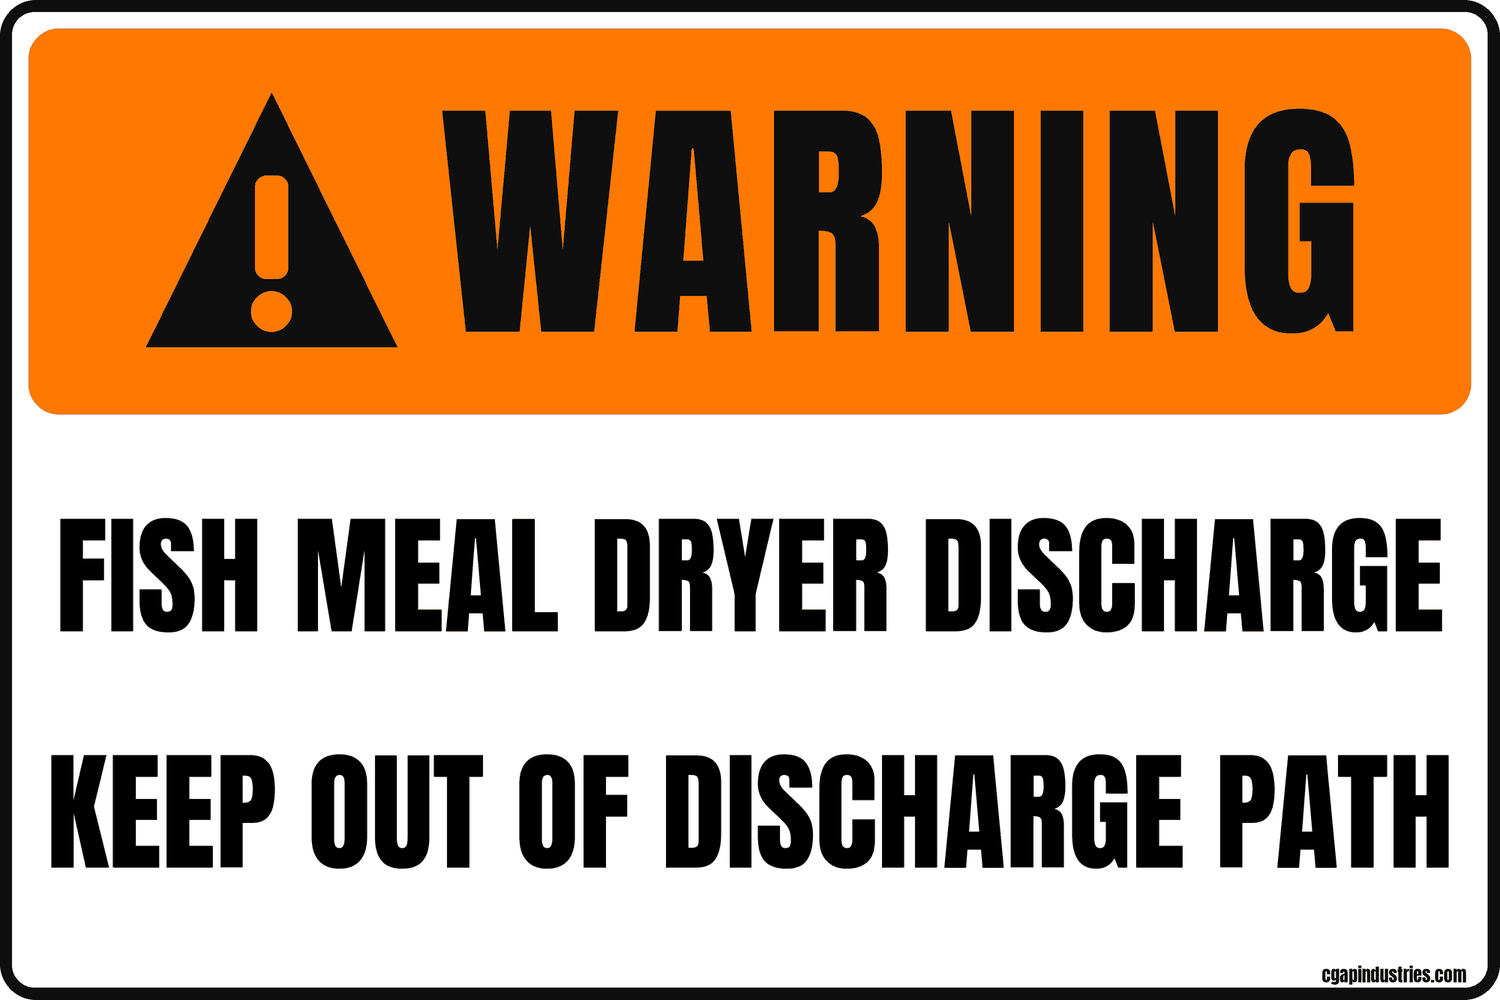 WARNING
FISH MEAL DRYER DISCHARGE
KEEP OUT OF DISCHARGE PATH
cgapindustries.com